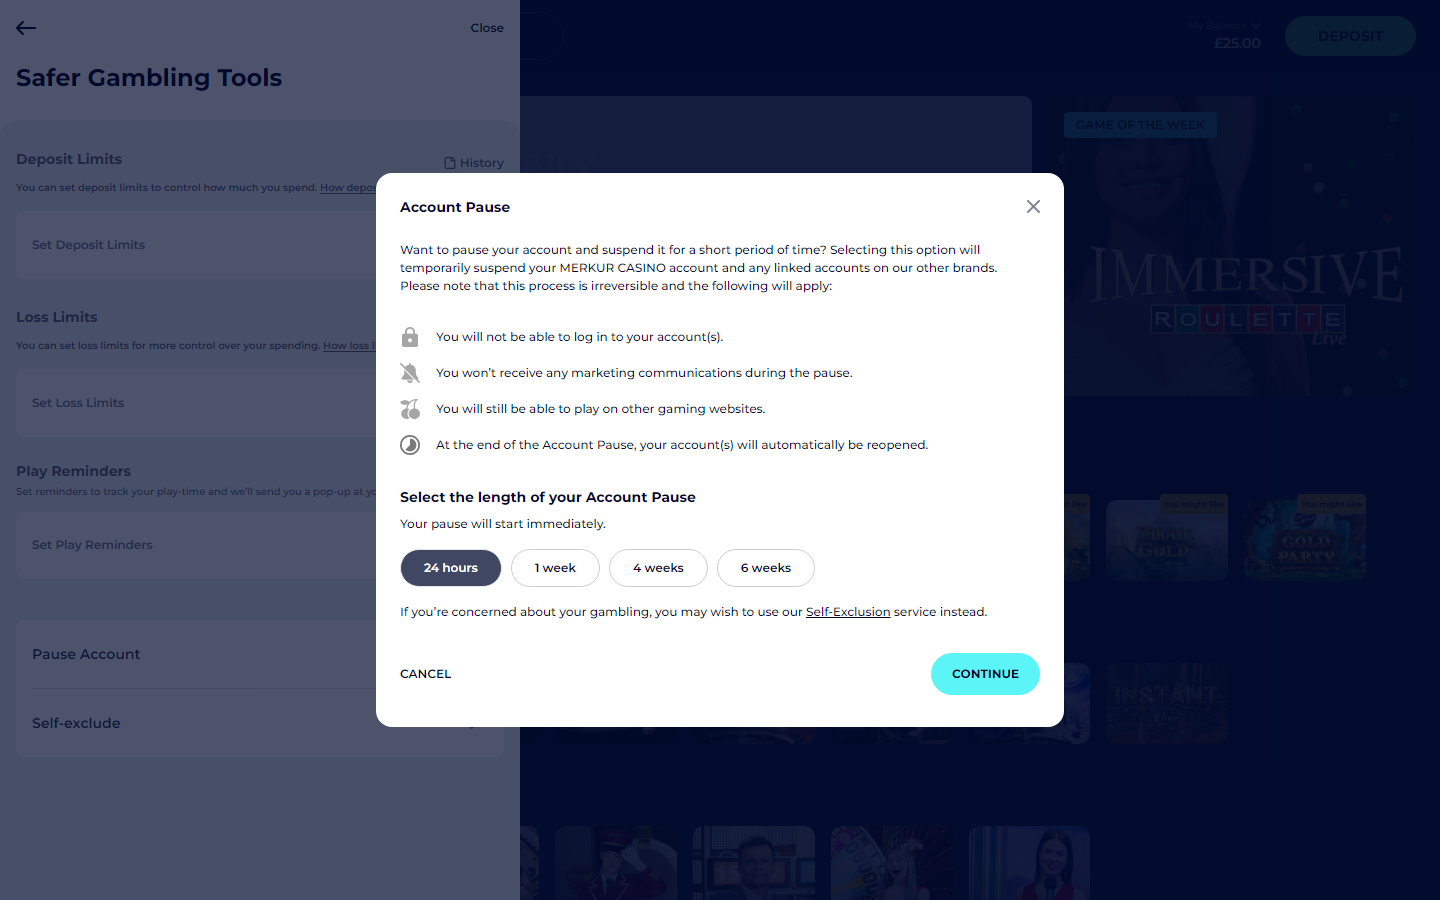 Close
Safer Gambling Tools
My Balance
£25.00
DEPOSIT
GAME OF THE WEEK
IMMERSIVE
ROULETTE
Live
Deposit Limits
History
You can set deposit limits to control how much you spend. How depos
Set Deposit Limits
Loss Limits
You can set loss limits for more control over your spending. How loss l
Set Loss Limits
Play Reminders
Set reminders to track your play-time and we'll send you a pop-up at yo
Set Play Reminders
Pause Account
Self-exclude
Account Pause
Want to pause your account and suspend it for a short period of time? Selecting this option will
temporarily suspend your MERKUR CASINO account and any linked accounts on our other brands.
Please note that this process is irreversible and the following will apply:
You will not be able to log in to your account(s).
You won't receive any marketing communications during the pause.
You will still be able to play on other gaming websites.
At the end of the Account Pause, your account(s) will automatically be reopened.
Select the length of your Account Pause
Your pause will start immediately.
24 hours
1 week
4 weeks
6 weeks
If you're concerned about your gambling, you may wish to use our Self-Exclusion service instead.
CANCEL
CONTINUE
like
You might like
You might like
PIRATE
GOLD
GOLD
PARTY
INSTANT